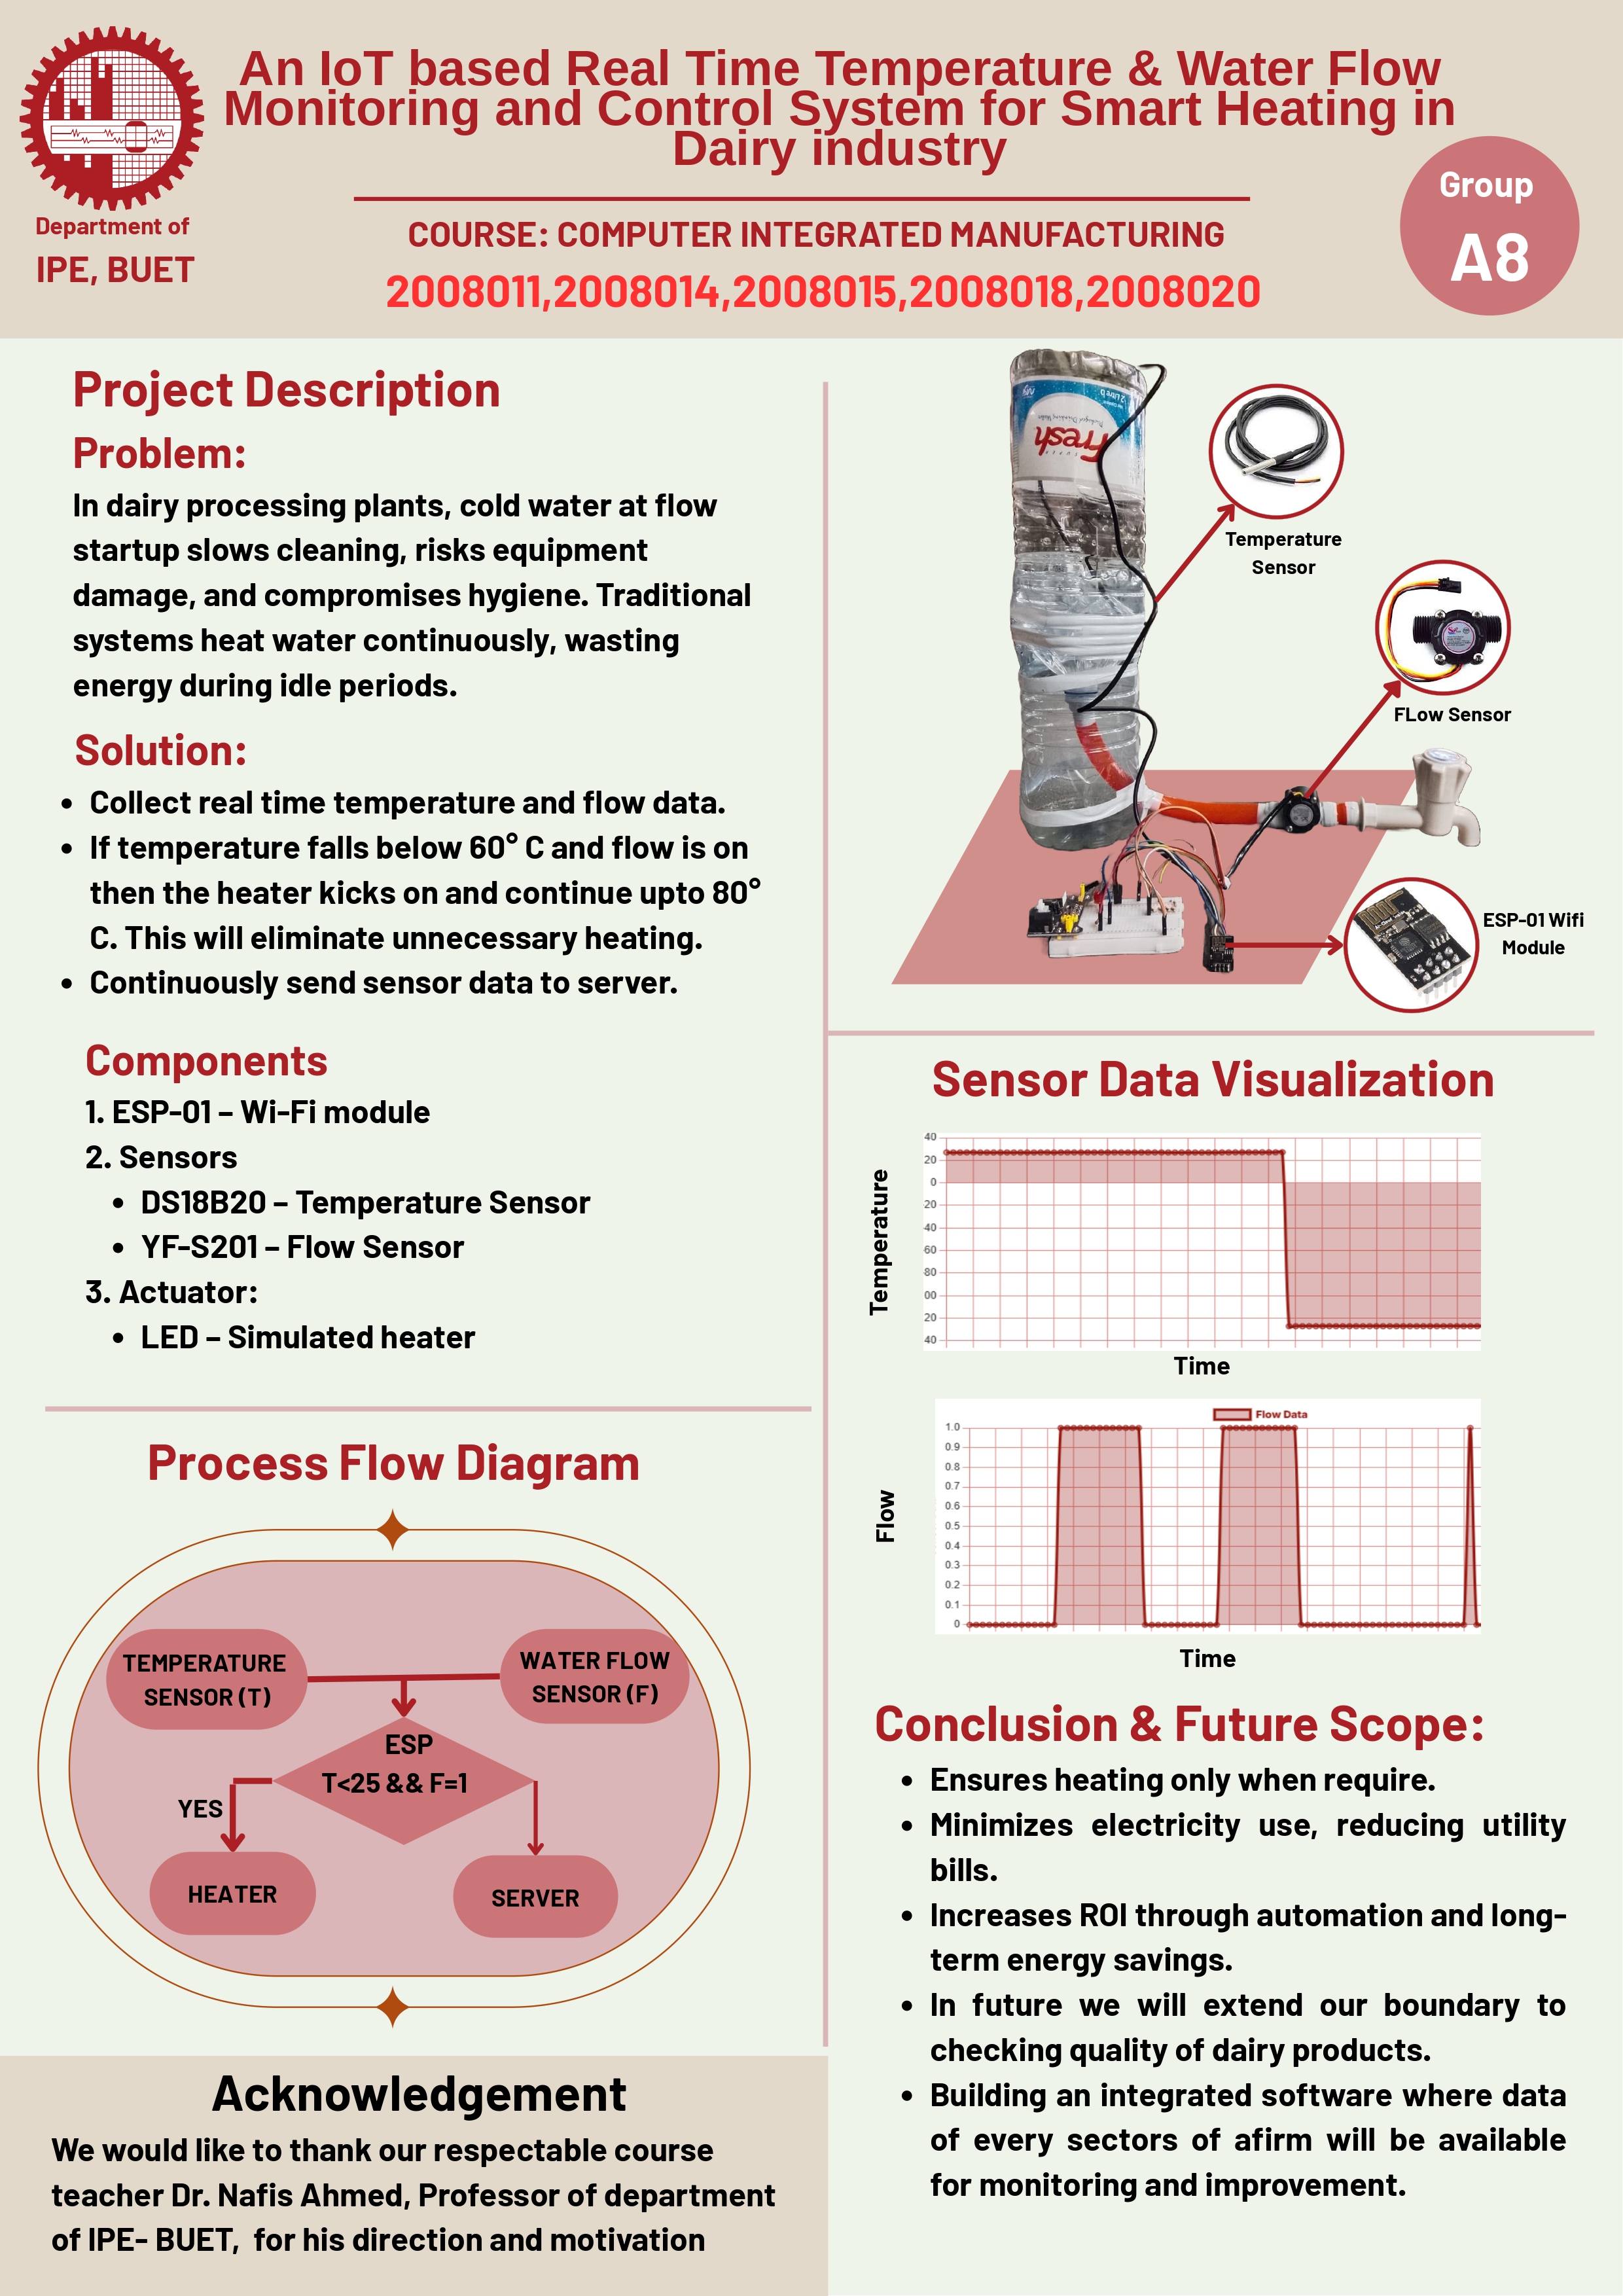 An IoT based Real Time Temperature & Water Flow
Monitoring and Control System for Smart Heating in
Dairy industry
Department of
IPE, BUET
COURSE: COMPUTER INTEGRATED MANUFACTURING
2008011,2008014,2008015,2008018,2008020
Group
A8
Project Description
Problem:
In dairy processing plants, cold water at flow
startup slows cleaning, risks equipment
damage, and compromises hygiene. Traditional
systems heat water continuously, wasting
energy during idle periods.
Solution:
• Collect real time temperature and flow data.
• If temperature falls below 60° C and flow is on
then the heater kicks on and continue upto 80°
C. This will eliminate unnecessary heating.
• Continuously send sensor data to server.
Components
1. ESP-01 – Wi-Fi module
2. Sensors
• DS18B20 – Temperature Sensor
• YF-S201 – Flow Sensor
3. Actuator:
• LED – Simulated heater
Process Flow Diagram
TEMPERATURE
SENSOR (T)
WATER FLOW
SENSOR (F)
ESP
T<25 && F=1
YES
HEATER
SERVER
Acknowledgement
We would like to thank our respectable course
teacher Dr. Nafis Ahmed, Professor of department
of IPE- BUET, for his direction and motivation
2 Litre
fresh
Temperature
Sensor
FLow Sensor
ESP-01 Wifi
Module
Sensor Data Visualization
Temperature
40
20
0
20
40
60
80
00
20
40
Time
Flow Data
Flow
1.0
0.9
0.8
0.7
0.6
0.5
0.4
0.3
0.2
0.1
0
Time
Conclusion & Future Scope:
• Ensures heating only when require.
• Minimizes electricity use, reducing utility
bills.
• Increases ROI through automation and long-
term energy savings.
• In future we will extend our boundary to
checking quality of dairy products.
• Building an integrated software where data
of every sectors of afirm will be available
for monitoring and improvement.